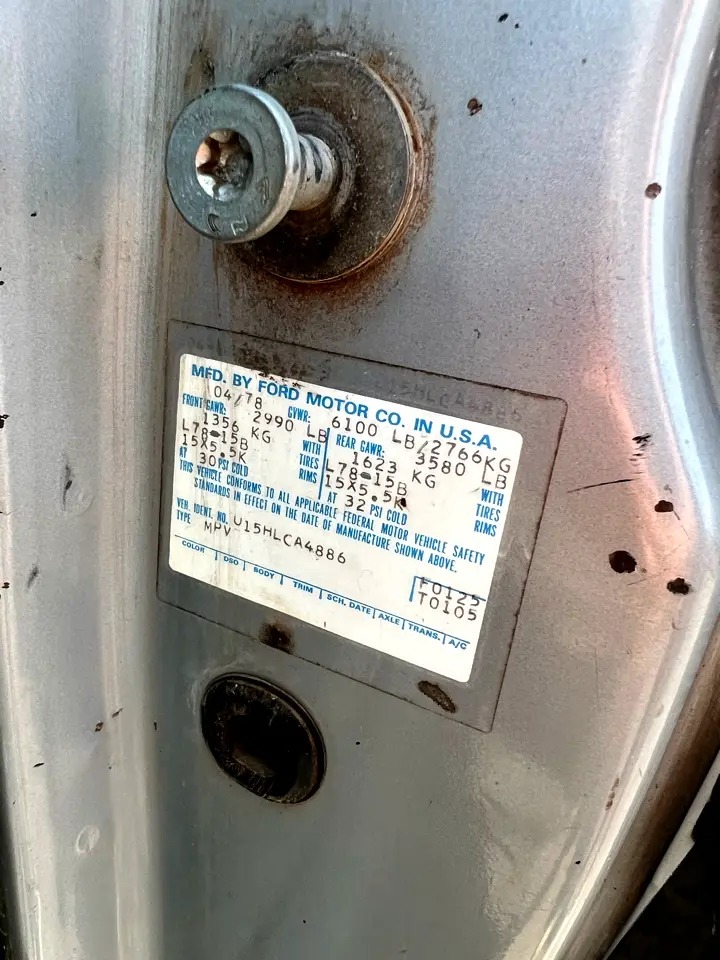 MFD. BY FORD MOTOR CO. IN U.S.A.
04/78 GVWR: 6100 LB/2766KG
FRONT GAWR: 2990 LB REAR GAWR: 3580 LB
1356 KG WITH 1623 KG WITH
L78-15B TIRES L78-15B TIRES
15X5.5K RIMS 15X5.5K RIMS
AT 30 PSI COLD AT 32 PSI COLD
THIS VEHICLE CONFORMS TO ALL APPLICABLE FEDERAL MOTOR VEHICLE SAFETY
STANDARDS IN EFFECT ON THE DATE OF MANUFACTURE SHOWN ABOVE.
VEH. IDENT. NO. U15HLCA4886
TYPE MPV
F0125
T0105
COLOR DSO BODY TRIM SCH. DATE AXLE TRANS. A/C